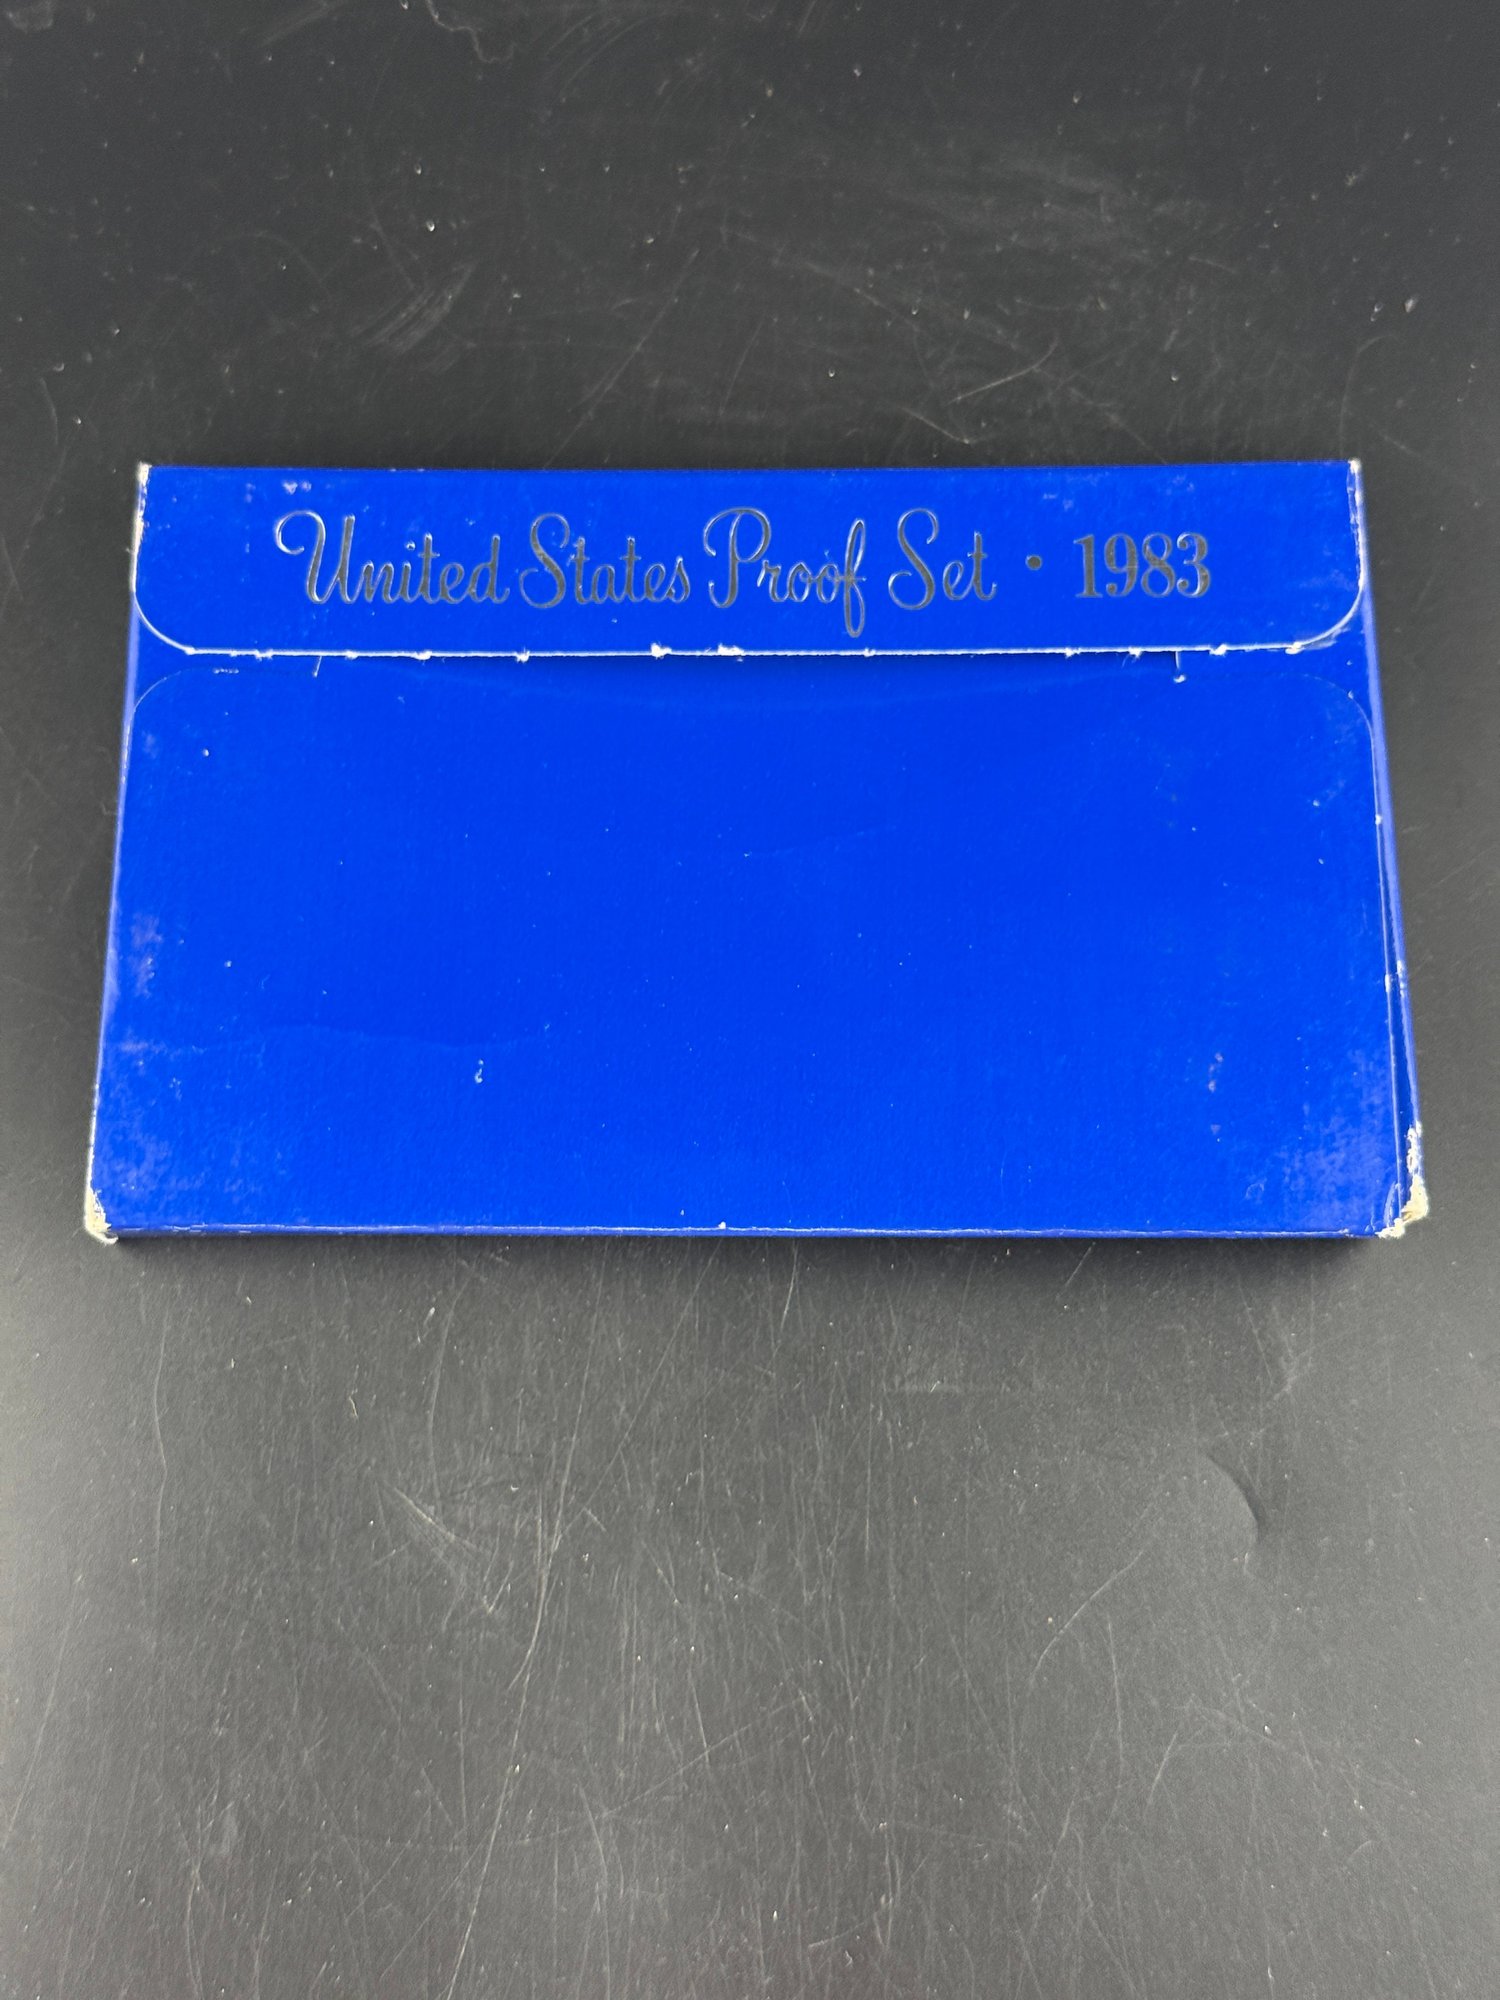 United States Proof Set • 1983